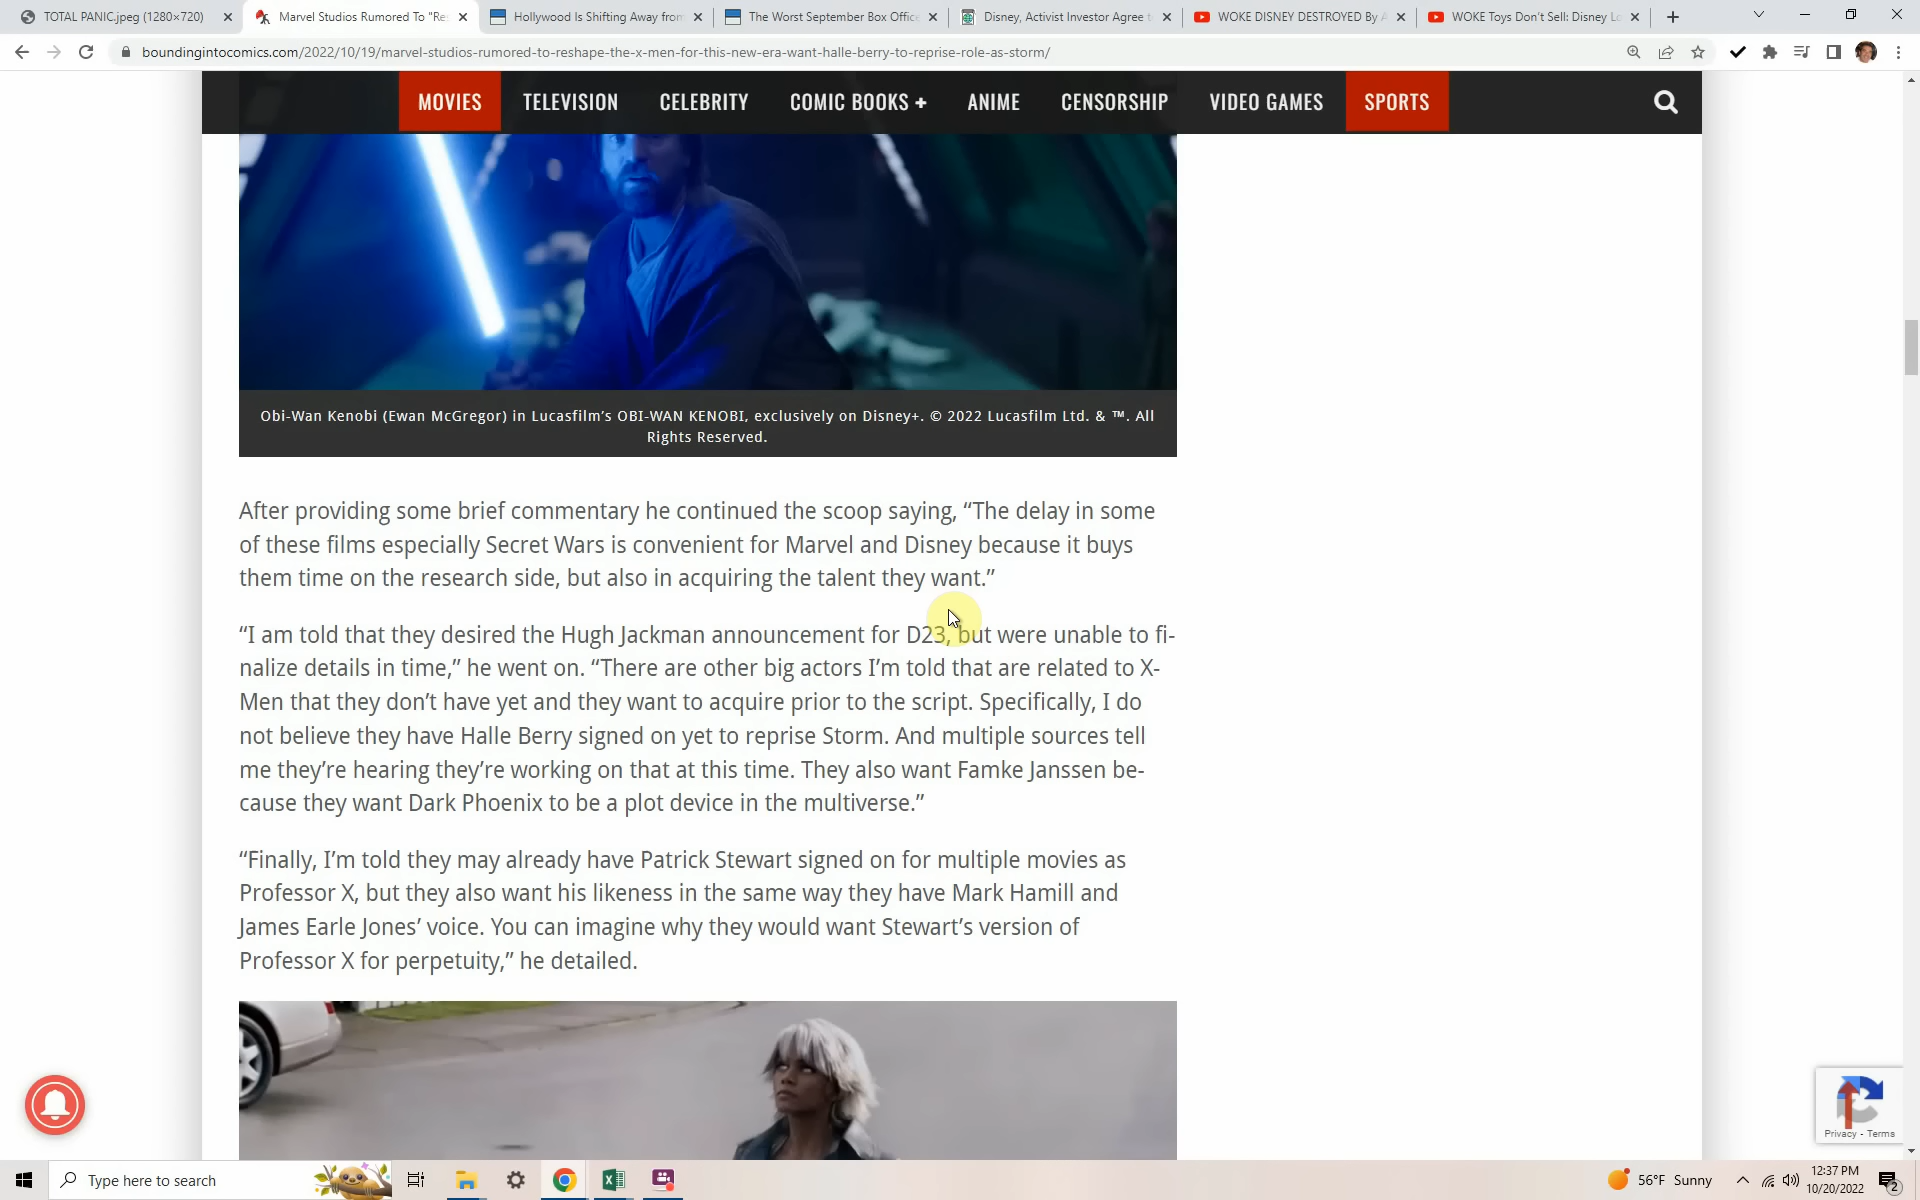 TOTAL PANIC.jpeg (1280×720)
Marvel Studios Rumored To "Re
Hollywood Is Shifting Away from
The Worst September Box Office
Disney, Activist Investor Agree t
WOKE DISNEY DESTROYED By A
WOKE Toys Don't Sell: Disney Lo
boundingintocomics.com/2022/10/19/marvel-studios-rumored-to-reshape-the-x-men-for-this-new-era-want-halle-berry-to-reprise-role-as-storm/
MOVIES TELEVISION CELEBRITY COMIC BOOKS + ANIME CENSORSHIP VIDEO GAMES SPORTS
Obi-Wan Kenobi (Ewan McGregor) in Lucasfilm's OBI-WAN KENOBI, exclusively on Disney+. © 2022 Lucasfilm Ltd. & ™. All
Rights Reserved.
After providing some brief commentary he continued the scoop saying, “The delay in some
of these films especially Secret Wars is convenient for Marvel and Disney because it buys
them time on the research side, but also in acquiring the talent they want.”
“I am told that they desired the Hugh Jackman announcement for D23, but were unable to fi-
nalize details in time,” he went on. “There are other big actors I’m told that are related to X-
Men that they don’t have yet and they want to acquire prior to the script. Specifically, I do
not believe they have Halle Berry signed on yet to reprise Storm. And multiple sources tell
me they’re hearing they’re working on that at this time. They also want Famke Janssen be-
cause they want Dark Phoenix to be a plot device in the multiverse.”
“Finally, I’m told they may already have Patrick Stewart signed on for multiple movies as
Professor X, but they also want his likeness in the same way they have Mark Hamill and
James Earle Jones’ voice. You can imagine why they would want Stewart’s version of
Professor X for perpetuity,” he detailed.
Privacy - Terms
Type here to search
56°F Sunny
12:37 PM
10/20/2022
2